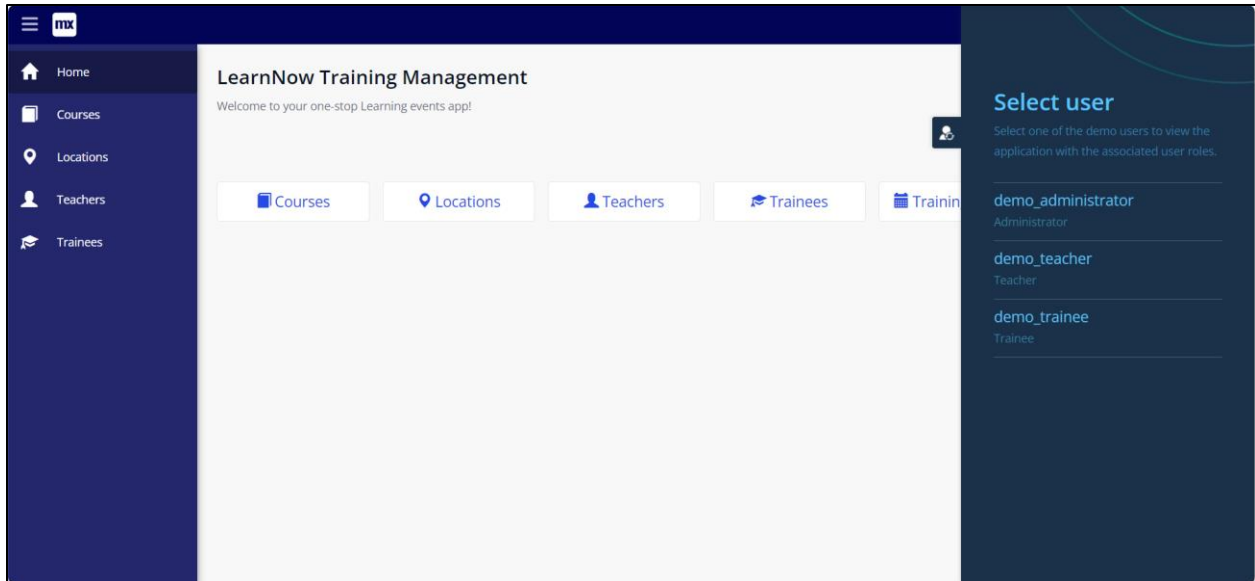 mx
Home
Courses
Locations
Teachers
Trainees
LearnNow Training Management
Welcome to your one-stop Learning events app!
Courses
Locations
Teachers
Trainees
Trainin
Select user
Select one of the demo users to view the
application with the associated user roles.
demo_administrator
Administrator
demo_teacher
Teacher
demo_trainee
Trainee